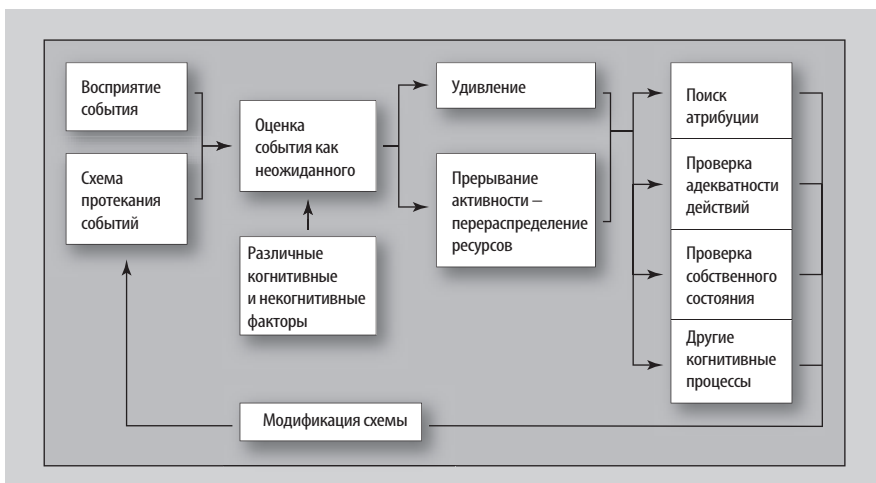 Восприятие
события
Схема
протекания
событий
Оценка
события как
неожиданного
Различные
когнитивные
и некогнитивные
факторы
Удивление
Прерывание
активности –
перераспределение
ресурсов
Поиск
атрибуции
Проверка
адекватности
действий
Проверка
собственного
состояния
Другие
когнитивные
процессы
Модификация схемы